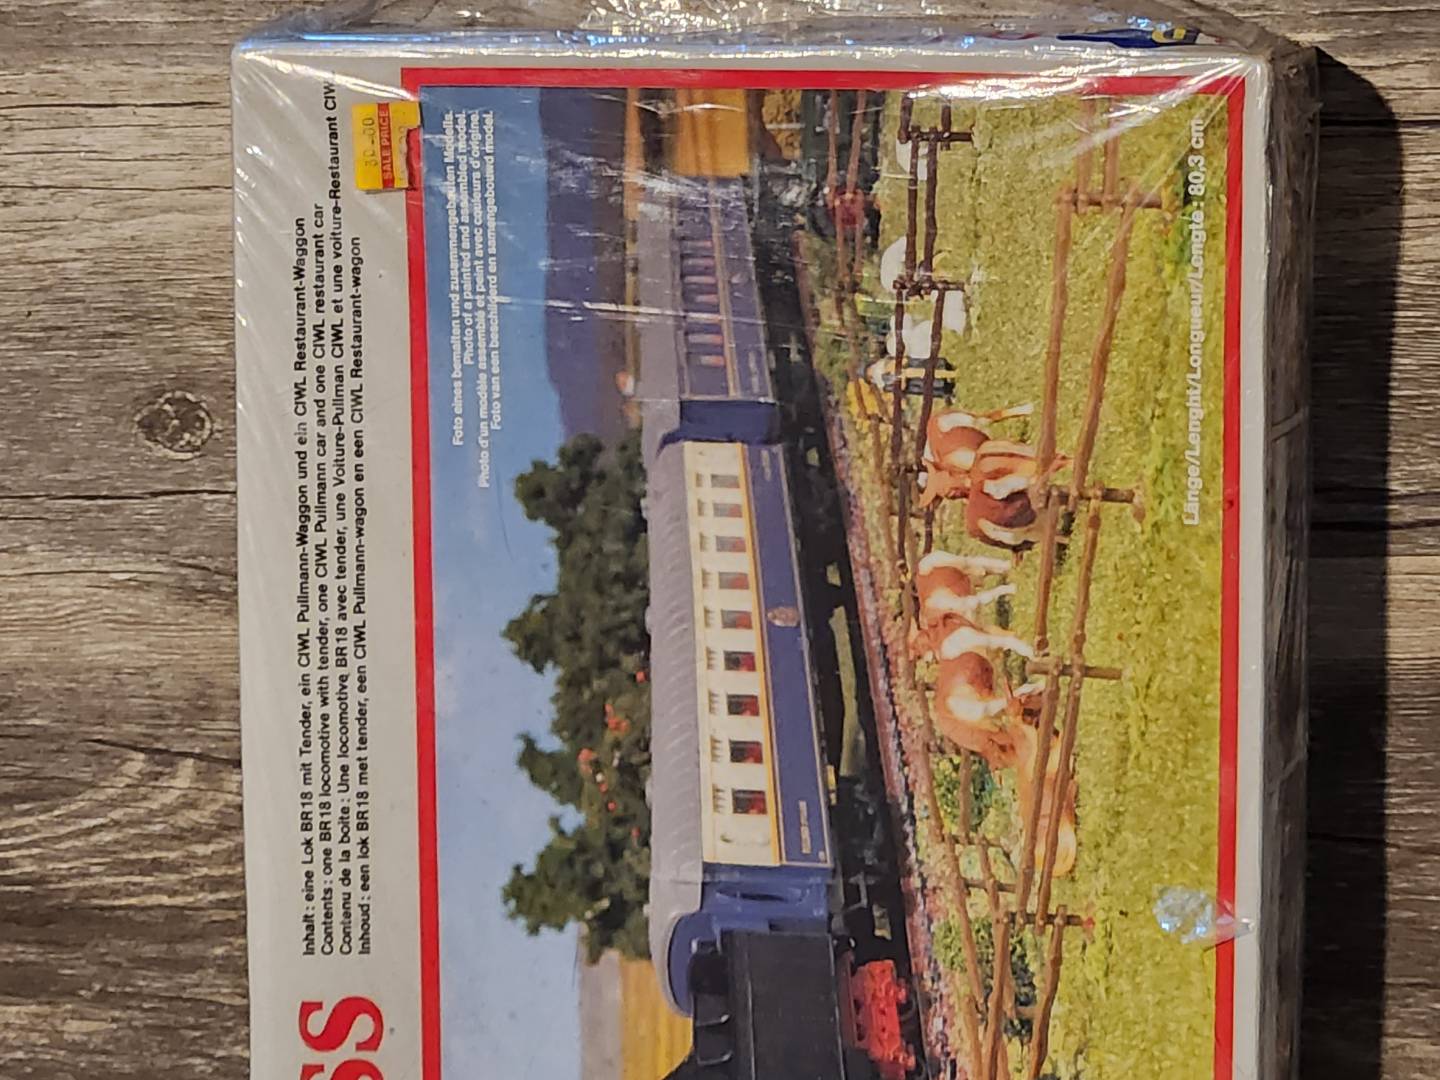 SS
Inhalt: eine Lok BR18 mit Tender, ein CIWL Pullmann-Waggon und ein CIWL Restaurant-Waggon
Contents: one BR18 locomotive with tender, one CIWL Pullmann car and one CIWL restaurant car
Contenu de la boîte: Une locomotive BR18 avec tender, une Voiture-Pullman CIWL et une voiture-Restaurant CIW
Inhoud: een lok BR18 met tender, een CIWL Pullmann-wagon en een CIWL Restaurant-wagon
30.00
SALE PRICE
Foto eines bemalten und zusammengebauten Modells.
Photo of a painted and assembled model.
Photo d'un modèle assemblé et peint avec couleurs d'origine.
Foto van een beschilderd en samengebouwd model.
Länge/Lenght/Longueur/Lengte: 80,3 cm